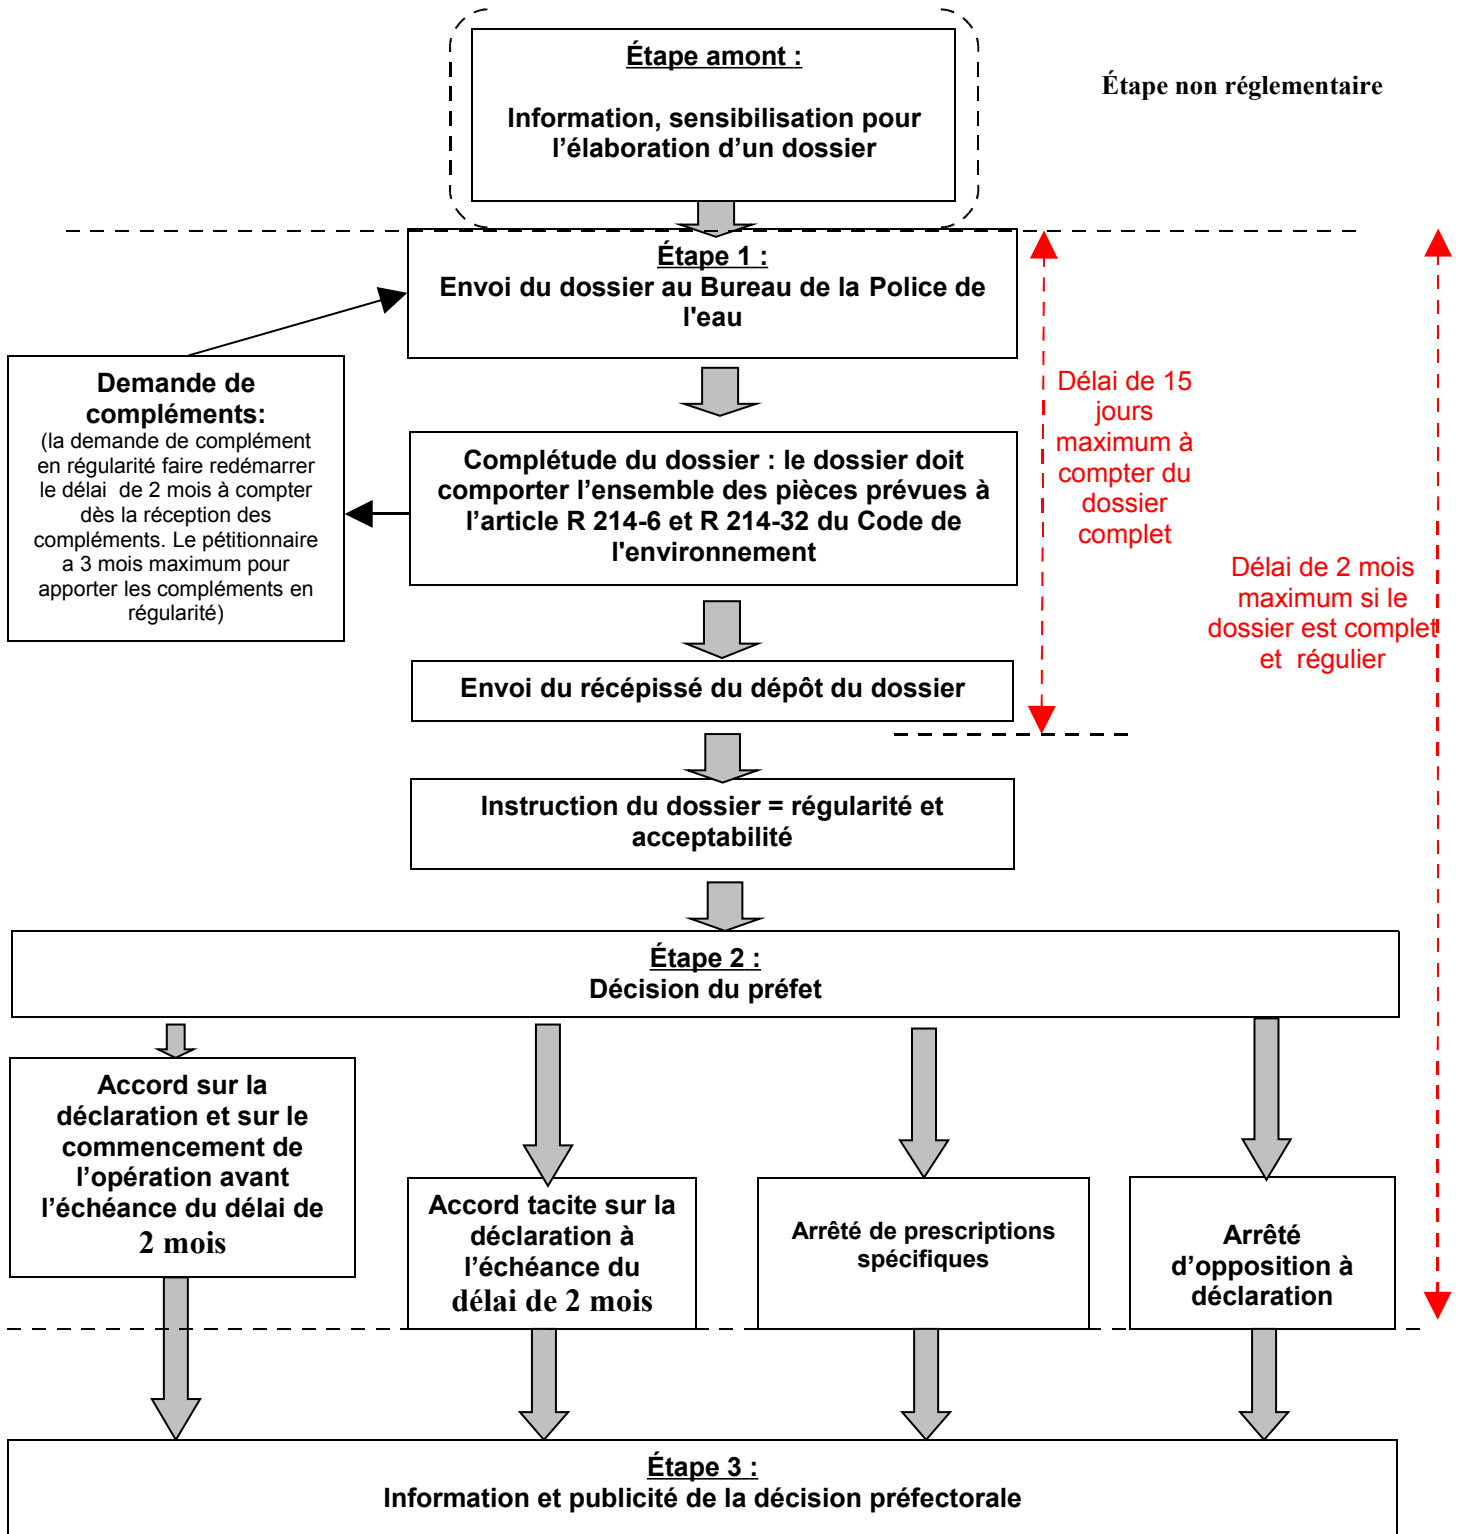 Étape amont :
Information, sensibilisation pour
l’élaboration d’un dossier
Étape non réglementaire
Étape 1 :
Envoi du dossier au Bureau de la Police de
l'eau
Demande de
compléments:
(la demande de complément
en régularité faire redémarrer
le délai de 2 mois à compter
dès la réception des
compléments. Le pétitionnaire
a 3 mois maximum pour
apporter les compléments en
régularité)
Complétude du dossier : le dossier doit
comporter l’ensemble des pièces prévues à
l’article R 214-6 et R 214-32 du Code de
l'environnement
Délai de 15
jours
maximum à
compter du
dossier
complet
Délai de 2 mois
maximum si le
dossier est complet
et régulier
Envoi du récépissé du dépôt du dossier
Instruction du dossier = régularité et
acceptabilité
Étape 2 :
Décision du préfet
Accord sur la
déclaration et sur le
commencement de
l’opération avant
l’échéance du délai de
2 mois
Accord tacite sur la
déclaration à
l’échéance du
délai de 2 mois
Arrêté de prescriptions
spécifiques
Arrêté
d’opposition à
déclaration
Étape 3 :
Information et publicité de la décision préfectorale